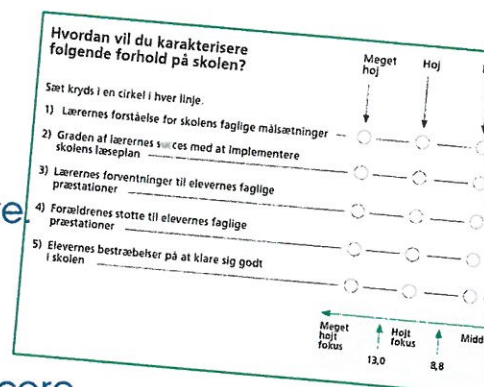 Hvordan vil du karakterisere
følgende forhold på skolen?
Meget
høj
Høj
Sæt kryds i en cirkel i hver linje.
1) Lærernes forståelse for skolens faglige målsætninger
2) Graden af lærernes succes med at implementere
skolens læseplan
3) Lærernes forventninger til elevernes faglige
præstationer
4) Forældrenes støtte til elevernes faglige
præstationer
5) Elevernes bestræbelser på at klare sig godt
i skolen
Meget
højt
fokus
13,0
Højt
fokus
8,8